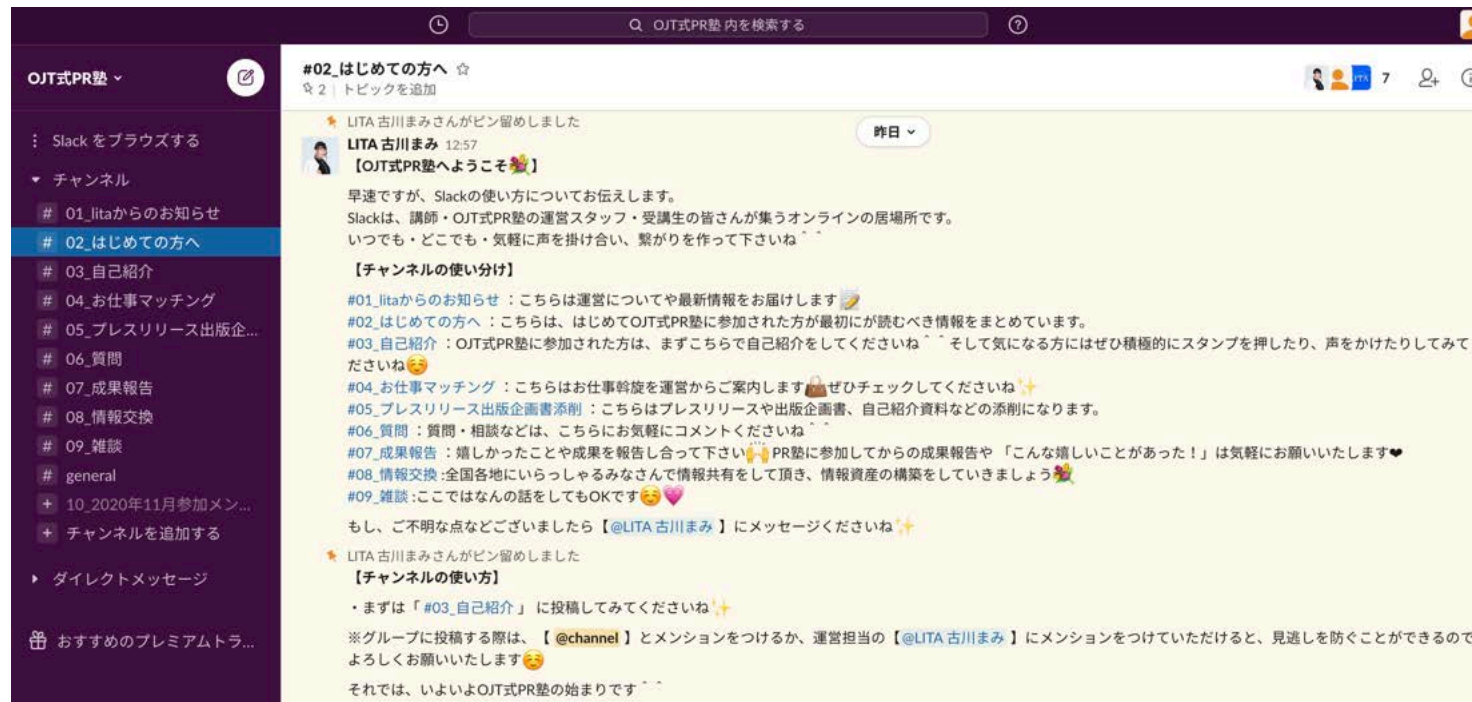 OJT式PR塾 内を検索する
OJT式PR塾
Slack をブラウズする
チャンネル
# 01_litaからのお知らせ
# 02_はじめての方へ
# 03_自己紹介
# 04_お仕事マッチング
# 05_プレスリリース出版企...
# 06_質問
# 07_成果報告
# 08_情報交換
# 09_雑談
# general
+ 10_2020年11月参加メン...
+ チャンネルを追加する
ダイレクトメッセージ
おすすめのプレミアムトラ...
#02_はじめての方へ ☆
2 | トピックを追加
7
昨日
LITA 古川まみさんがピン留めしました
LITA 古川まみ 12:57
【OJT式PR塾へようこそ💐】
早速ですが、Slackの使い方についてお伝えします。
Slackは、講師・OJT式PR塾の運営スタッフ・受講生の皆さんが集うオンラインの居場所です。
いつでも・どこでも・気軽に声を掛け合い、繋がりを作って下さいね＾＾
【チャンネルの使い分け】
#01_litaからのお知らせ ：こちらは運営についてや最新情報をお届けします📝
#02_はじめての方へ ：こちらは、はじめてOJT式PR塾に参加された方が最初にが読むべき情報をまとめています。
#03_自己紹介 ：OJT式PR塾に参加された方は、まずこちらで自己紹介をしてくださいね＾＾そして気になる方にはぜひ積極的にスタンプを押したり、声をかけたりしてみて
ださいね☺️
#04_お仕事マッチング ：こちらはお仕事斡旋を運営からご案内します👜ぜひチェックしてくださいね✨
#05_プレスリリース出版企画書添削 ：こちらはプレスリリースや出版企画書、自己紹介資料などの添削になります。
#06_質問 ：質問・相談などは、こちらにお気軽にコメントくださいね＾＾
#07_成果報告 ：嬉しかったことや成果を報告し合って下さい🙌 PR塾に参加してからの成果報告や 「こんな嬉しいことがあった！」は気軽にお願いいたします❤
#08_情報交換 :全国各地にいらっしゃるみなさんで情報共有をして頂き、情報資産の構築をしていきましょう💐
#09_雑談 :ここではなんの話をしてもOKです☺️💗
もし、ご不明な点などございましたら【@LITA 古川まみ 】にメッセージくださいね✨
LITA 古川まみさんがピン留めしました
【チャンネルの使い方】
・まずは「 #03_自己紹介 」 に投稿してみてくださいね✨
※グループに投稿する際は、【 @channel 】とメンションをつけるか、運営担当の【@LITA 古川まみ 】にメンションをつけていただけると、見逃しを防ぐことができるので
よろしくお願いいたします☺️
それでは、いよいよOJT式PR塾の始まりです＾＾